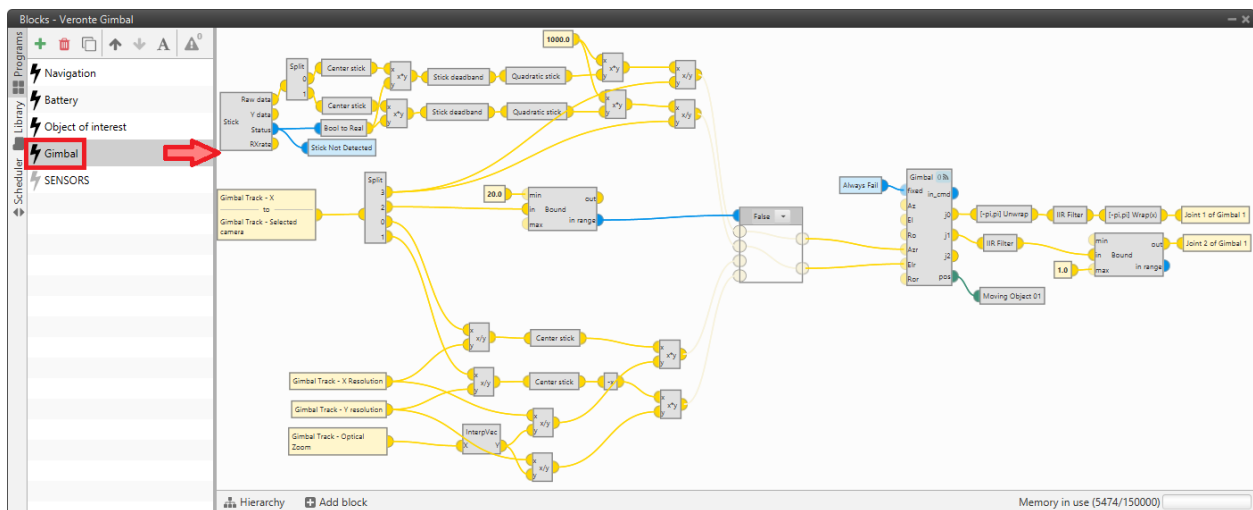 Blocks - Veronte Gimbal
Programs
Library
Scheduler
A
0
Navigation
Battery
Object of interest
Gimbal
SENSORS
Stick
Raw data
Y data
Status
RXrate
Split
0
1
Center stick
Center stick
Bool to Real
Stick Not Detected
x
y
x*y
x
y
x*y
Stick deadband
Quadratic stick
Stick deadband
Quadratic stick
1000.0
x
y
x*y
x
y
x*y
x
y
x/y
x
y
x/y
Gimbal Track - X
to
Gimbal Track - Selected
camera
Split
3
2
0
1
20.0
min
in
max
Bound
out
in range
False
Always Fail
Gimbal
fixed
Az
El
Ro
Azr
Elr
Ror
in_cmd
j0
j1
j2
pos
[-pi,pi] Unwrap
IIR Filter
[-pi,pi] Wrap(x)
Joint 1 of Gimbal 1
IIR Filter
1.0
min
in
max
Bound
out
in range
Joint 2 of Gimbal 1
Moving Object 01
x
y
x/y
Center stick
x
y
x*y
Gimbal Track - X Resolution
x
y
x/y
Center stick
x
y
x*y
Gimbal Track - Y resolution
x
y
x/y
Gimbal Track - Optical
Zoom
InterpVec
X
Y
x
y
x/y
Hierarchy
Add block
Memory in use (5474/150000)